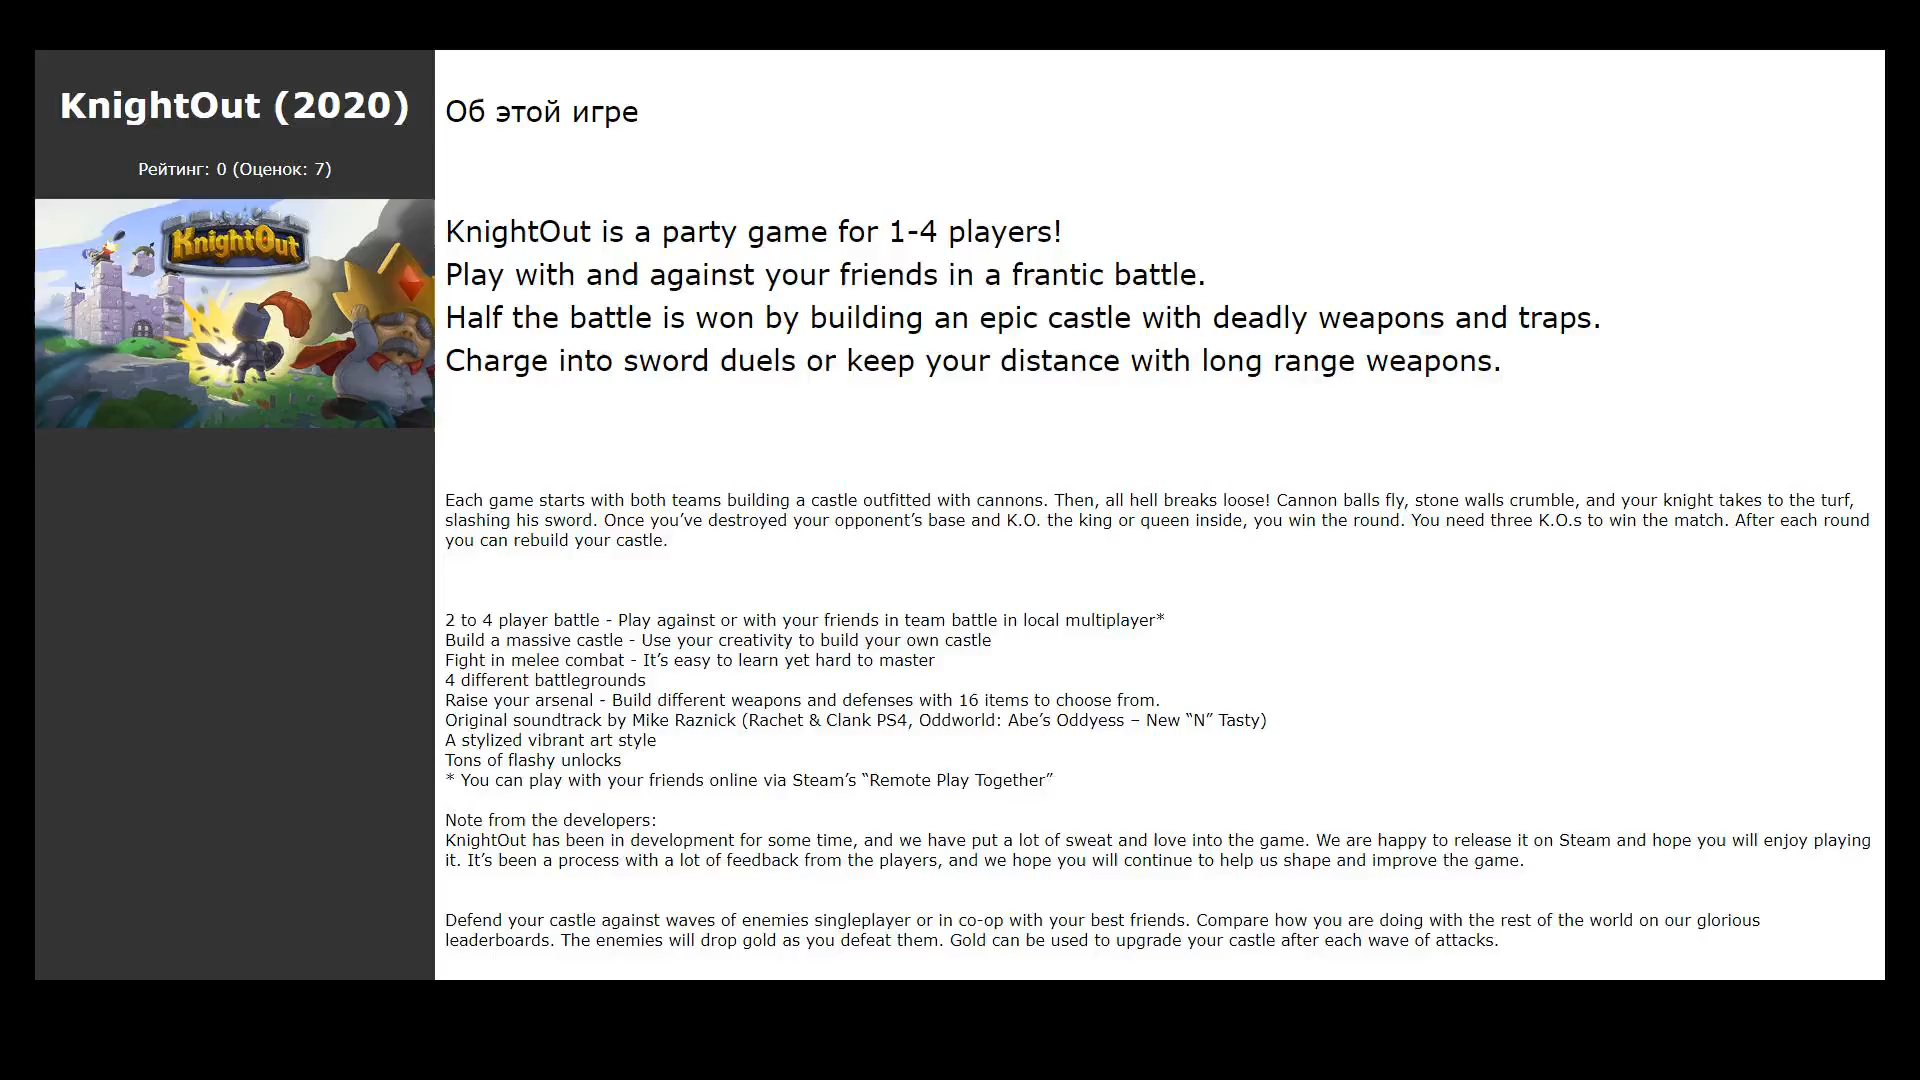 KnightOut (2020)
Рейтинг: 0 (Оценок: 7)
KnightOut
Об этой игре
KnightOut is a party game for 1-4 players!
Play with and against your friends in a frantic battle.
Half the battle is won by building an epic castle with deadly weapons and traps.
Charge into sword duels or keep your distance with long range weapons.
Each game starts with both teams building a castle outfitted with cannons. Then, all hell breaks loose! Cannon balls fly, stone walls crumble, and your knight takes to the turf,
slashing his sword. Once you’ve destroyed your opponent’s base and K.O. the king or queen inside, you win the round. You need three K.O.s to win the match. After each round
you can rebuild your castle.
2 to 4 player battle - Play against or with your friends in team battle in local multiplayer*
Build a massive castle - Use your creativity to build your own castle
Fight in melee combat - It’s easy to learn yet hard to master
4 different battlegrounds
Raise your arsenal - Build different weapons and defenses with 16 items to choose from.
Original soundtrack by Mike Raznick (Rachet & Clank PS4, Oddworld: Abe’s Oddyess – New “N” Tasty)
A stylized vibrant art style
Tons of flashy unlocks
* You can play with your friends online via Steam’s “Remote Play Together”
Note from the developers:
KnightOut has been in development for some time, and we have put a lot of sweat and love into the game. We are happy to release it on Steam and hope you will enjoy playing
it. It’s been a process with a lot of feedback from the players, and we hope you will continue to help us shape and improve the game.
Defend your castle against waves of enemies singleplayer or in co-op with your best friends. Compare how you are doing with the rest of the world on our glorious
leaderboards. The enemies will drop gold as you defeat them. Gold can be used to upgrade your castle after each wave of attacks.